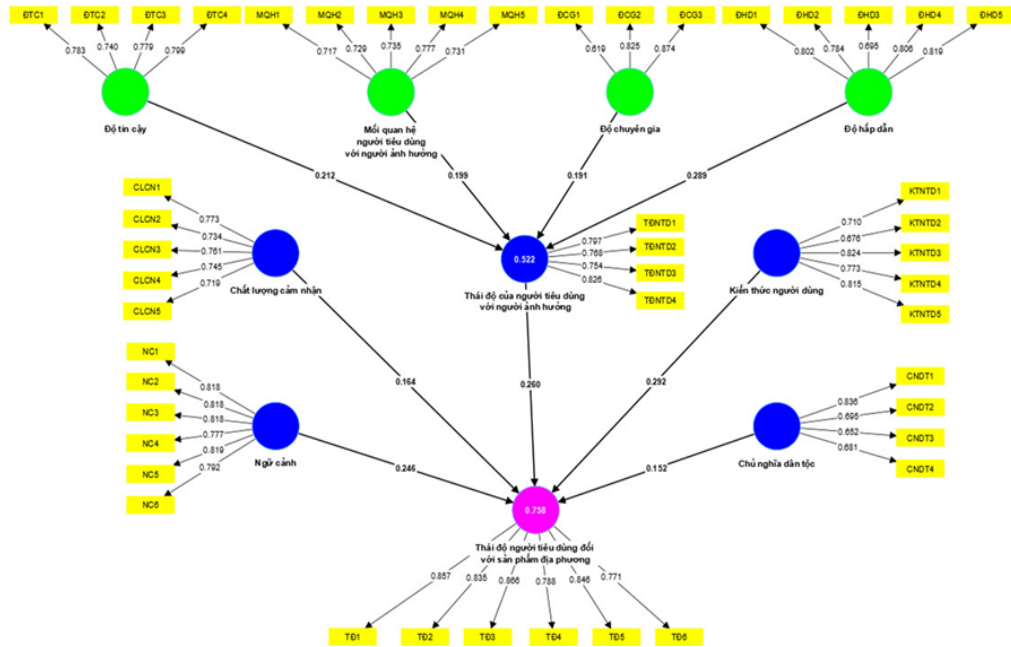 ĐTC1 ĐTC2 ĐTC3 ĐTC4 MQH1 MQH2 MQH3 MQH4 MQH5 ĐCG1 ĐCG2 ĐCG3 ĐHD1 ĐHD2 ĐHD3 ĐHD4 ĐHD5
0.783 0.740 0.779 0.799 0.717 0.729 0.735 0.777 0.731 0.619 0.825 0.874 0.802 0.784 0.695 0.806 0.819
Độ tin cậy
Mối quan hệ
người tiêu dùng
với người ảnh hưởng
Độ chuyên gia
Độ hấp dẫn
0.212 0.199 0.191 0.289
CLCN1
CLCN2
CLCN3
CLCN4
CLCN5
0.773
0.734
0.761
0.745
0.719
Chất lượng cảm nhận
0.522
Thái độ của người tiêu dùng
với người ảnh hưởng
0.797
0.768
0.754
0.826
TĐNTD1
TĐNTD2
TĐNTD3
TĐNTD4
Kiến thức người dùng
0.710
0.676
0.824
0.773
0.815
KTNTD1
KTNTD2
KTNTD3
KTNTD4
KTNTD5
0.164 0.260 0.292
NC1
NC2
NC3
NC4
NC5
NC6
0.818
0.818
0.818
0.777
0.819
0.792
Ngữ cảnh
Chủ nghĩa dân tộc
0.836
0.695
0.652
0.681
CNDT1
CNDT2
CNDT3
CNDT4
0.246 0.152
0.758
Thái độ người tiêu dùng đối
với sản phẩm địa phương
0.857 0.835 0.866 0.788 0.846 0.771
TĐ1 TĐ2 TĐ3 TĐ4 TĐ5 TĐ6